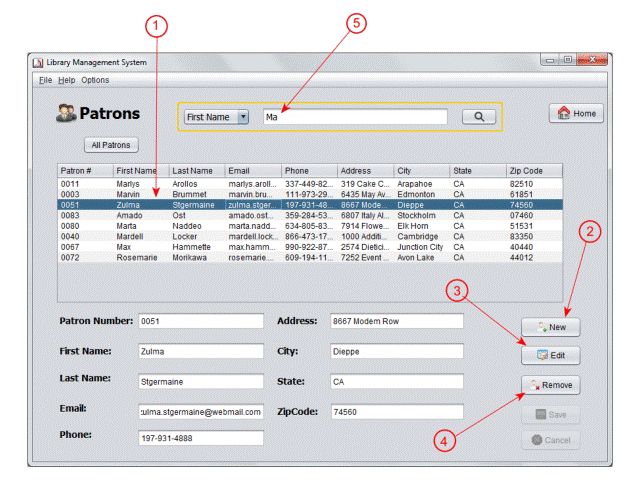 1
5
Library Management System
File Help Options
Patrons
First Name
Ma
Home
All Patrons
Patron # First Name Last Name Email Phone Address City State Zip Code
0011 Marlys Arollos marlys.aroll... 337-449-82... 319 Cake C... Arapahoe CA 82510
0003 Marvin Brummet marvin.bru... 111-973-29... 6435 May Av... Edmonton CA 61851
0051 Zulma Stgermaine zulma.stger... 197-931-48... 8667 Mode... Dieppe CA 74560
0083 Amado Ost amado.ost... 359-284-53... 6807 Italy Al... Stockholm CA 07460
0080 Marta Naddeo marta.nadd... 634-805-83... 7914 Flowe... Elk Horn CA 51531
0040 Mardell Locker mardell.lock... 866-473-17... 1000 Additi... Cambridge CA 83350
0067 Max Hammette max.hamm... 990-922-87... 2574 Dietici... Junction City CA 40440
0072 Rosemarie Morikawa rosemarie.... 609-194-11... 7252 Event ... Avon Lake CA 44012
2
3
Patron Number: 0051 Address: 8667 Modern Row New
First Name: Zulma City: Dieppe Edit
Last Name: Stgermaine State: CA Remove
Email: zulma.stgermaine@webmail.com ZipCode: 74560 Save
Phone: 197-931-4888 4 Cancel